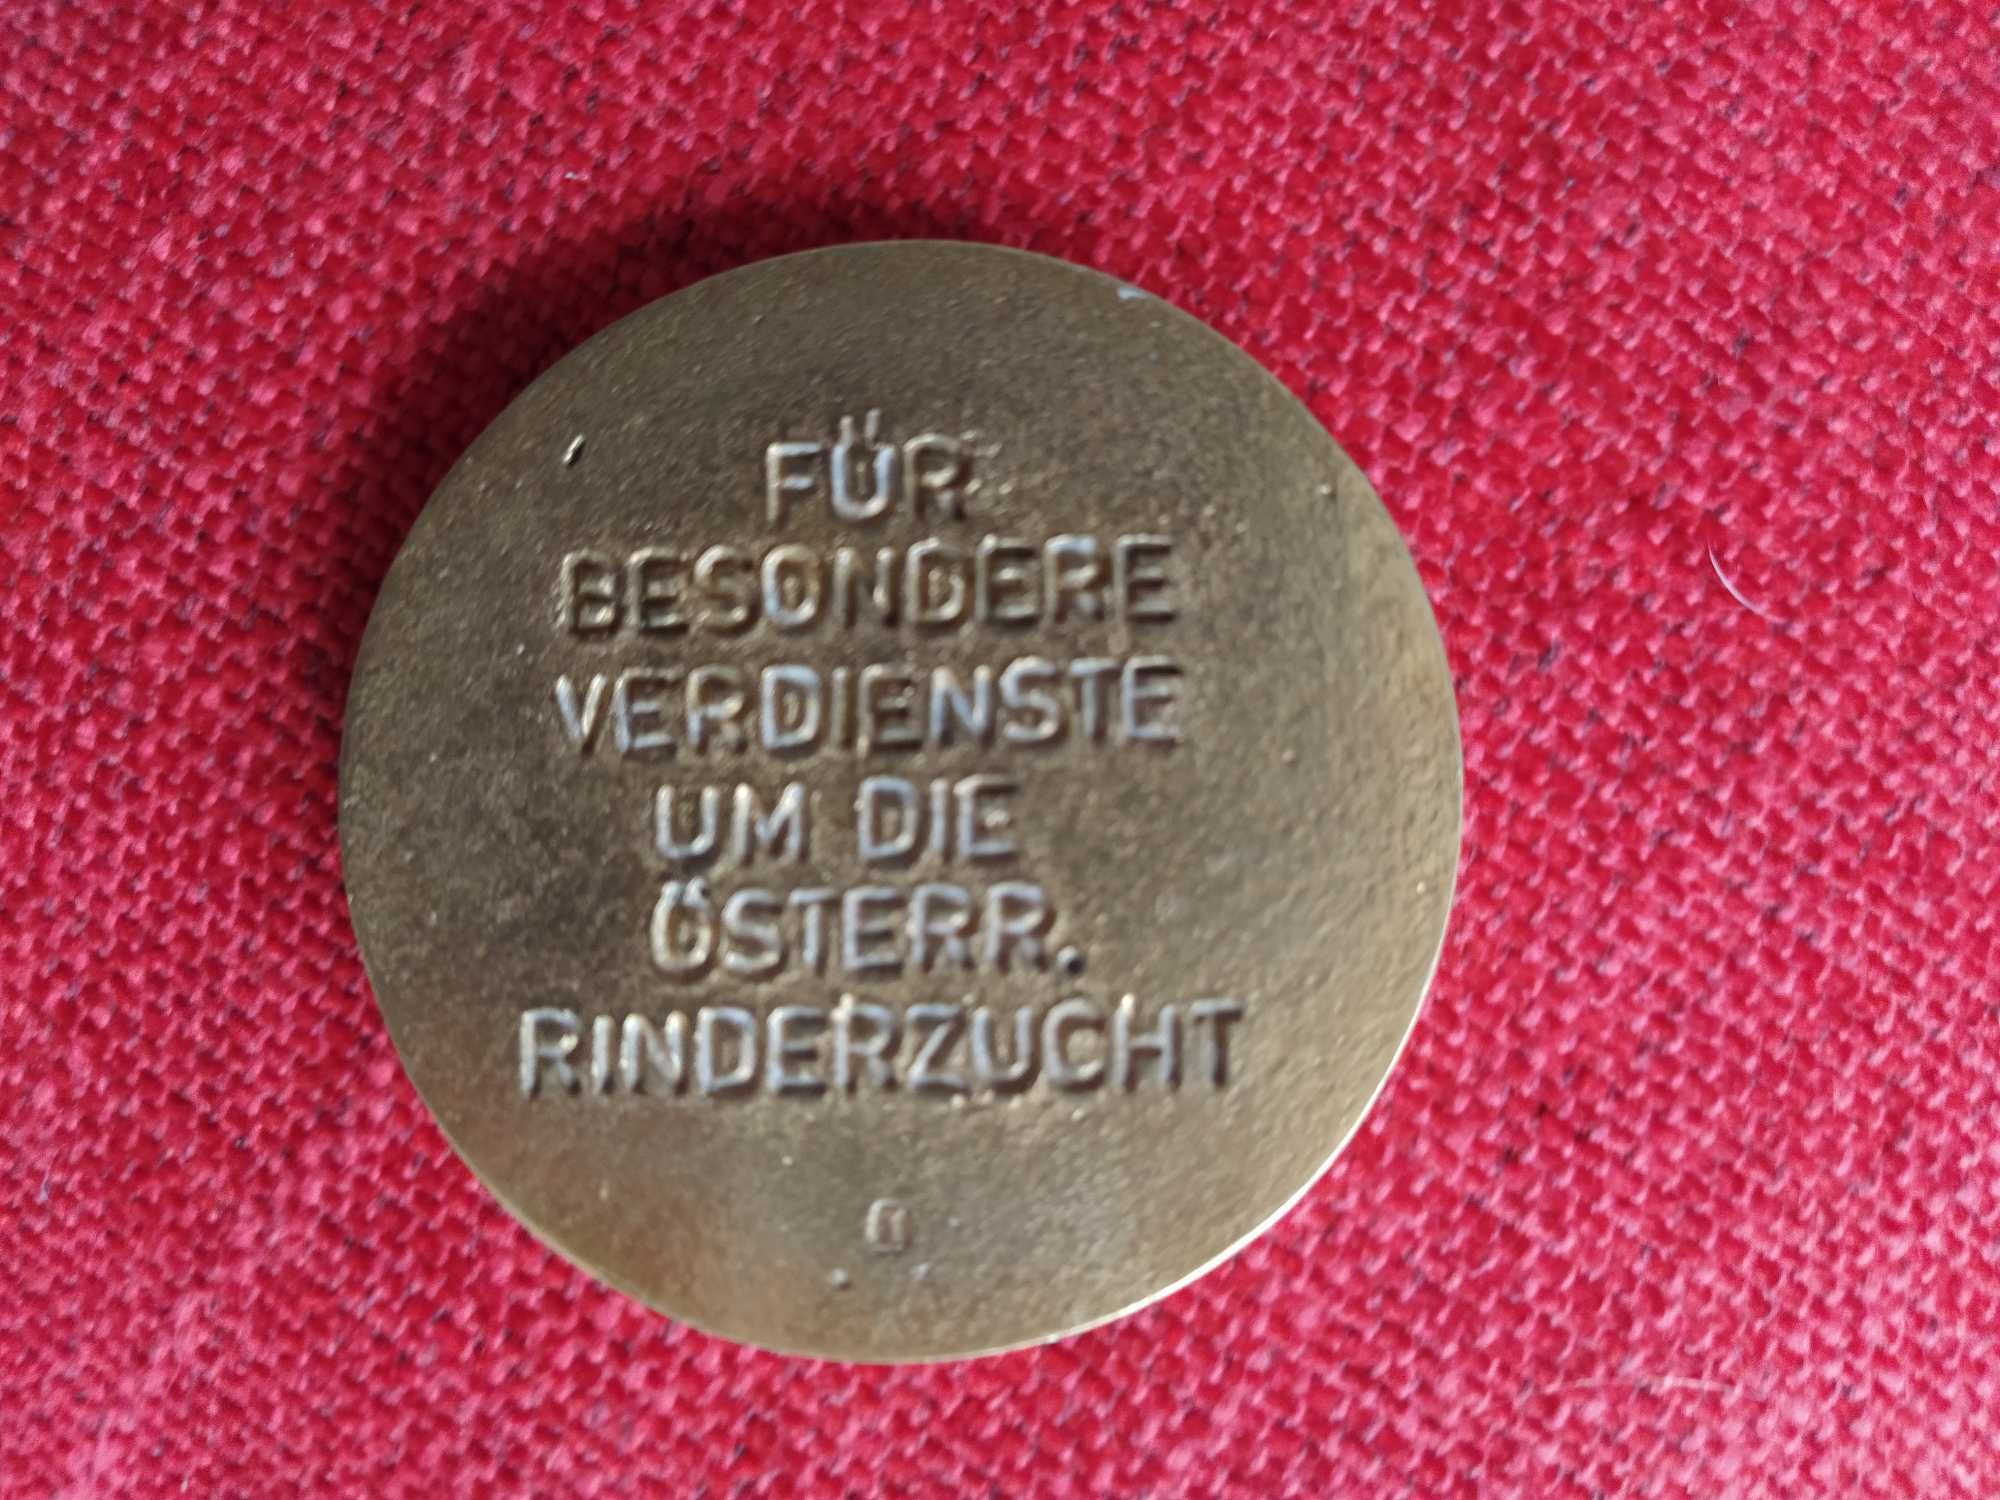 FÜR
BESONDERE
VERDIENSTE
UM DIE
ÖSTERR.
RINDERZUCHT